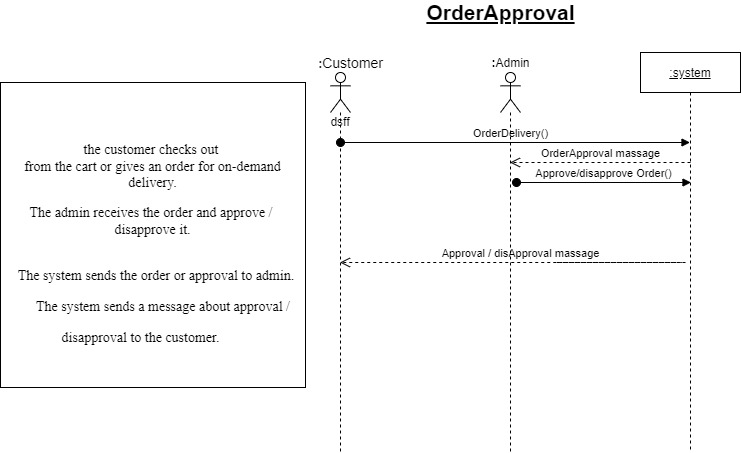 OrderApproval
:Customer
:Admin
:system
dsff
the customer checks out
from the cart or gives an order for on-demand
delivery.
The admin receives the order and approve /
disapprove it.
The system sends the order or approval to admin.
The system sends a message about approval /
disapproval to the customer.
OrderDelivery()
OrderApproval massage
Approve/disapprove Order()
Approval / disApproval massage